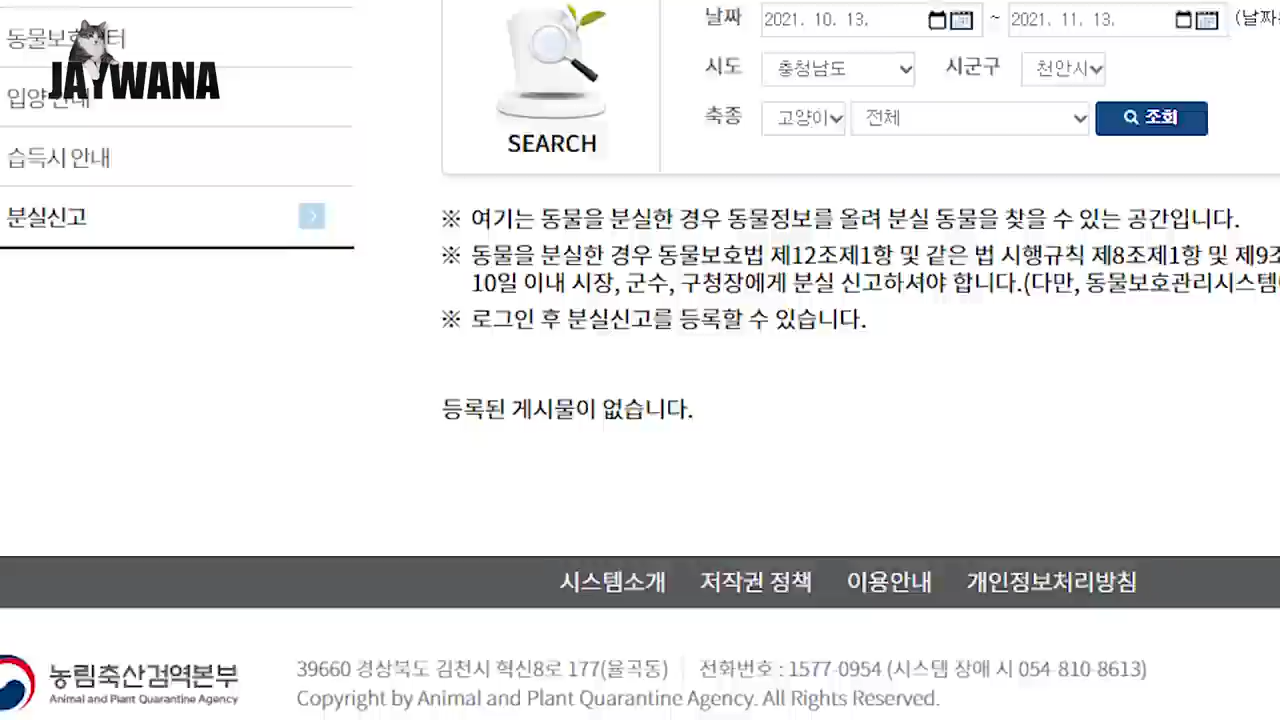 동물보호센터
JAYWANA
입양안내
습득시 안내
분실신고
SEARCH
날짜 2021. 10. 13. ~ 2021. 11. 13. (날짜
시도 충청남도 시군구 천안시
축종 고양이 전체 조회
※ 여기는 동물을 분실한 경우 동물정보를 올려 분실 동물을 찾을 수 있는 공간입니다.
※ 동물을 분실한 경우 동물보호법 제12조제1항 및 같은 법 시행규칙 제8조제1항 및 제9조
10일 이내 시장, 군수, 구청장에게 분실 신고하셔야 합니다.(다만, 동물보호관리시스템
※ 로그인 후 분실신고를 등록할 수 있습니다.
등록된 게시물이 없습니다.
시스템소개 저작권 정책 이용안내 개인정보처리방침
농림축산검역본부
Animal and Plant Quarantine Agency
39660 경상북도 김천시 혁신8로 177(율곡동) 전화번호 : 1577-0954 (시스템 장애 시 054-810-8613)
Copyright by Animal and Plant Quarantine Agency. All Rights Reserved.